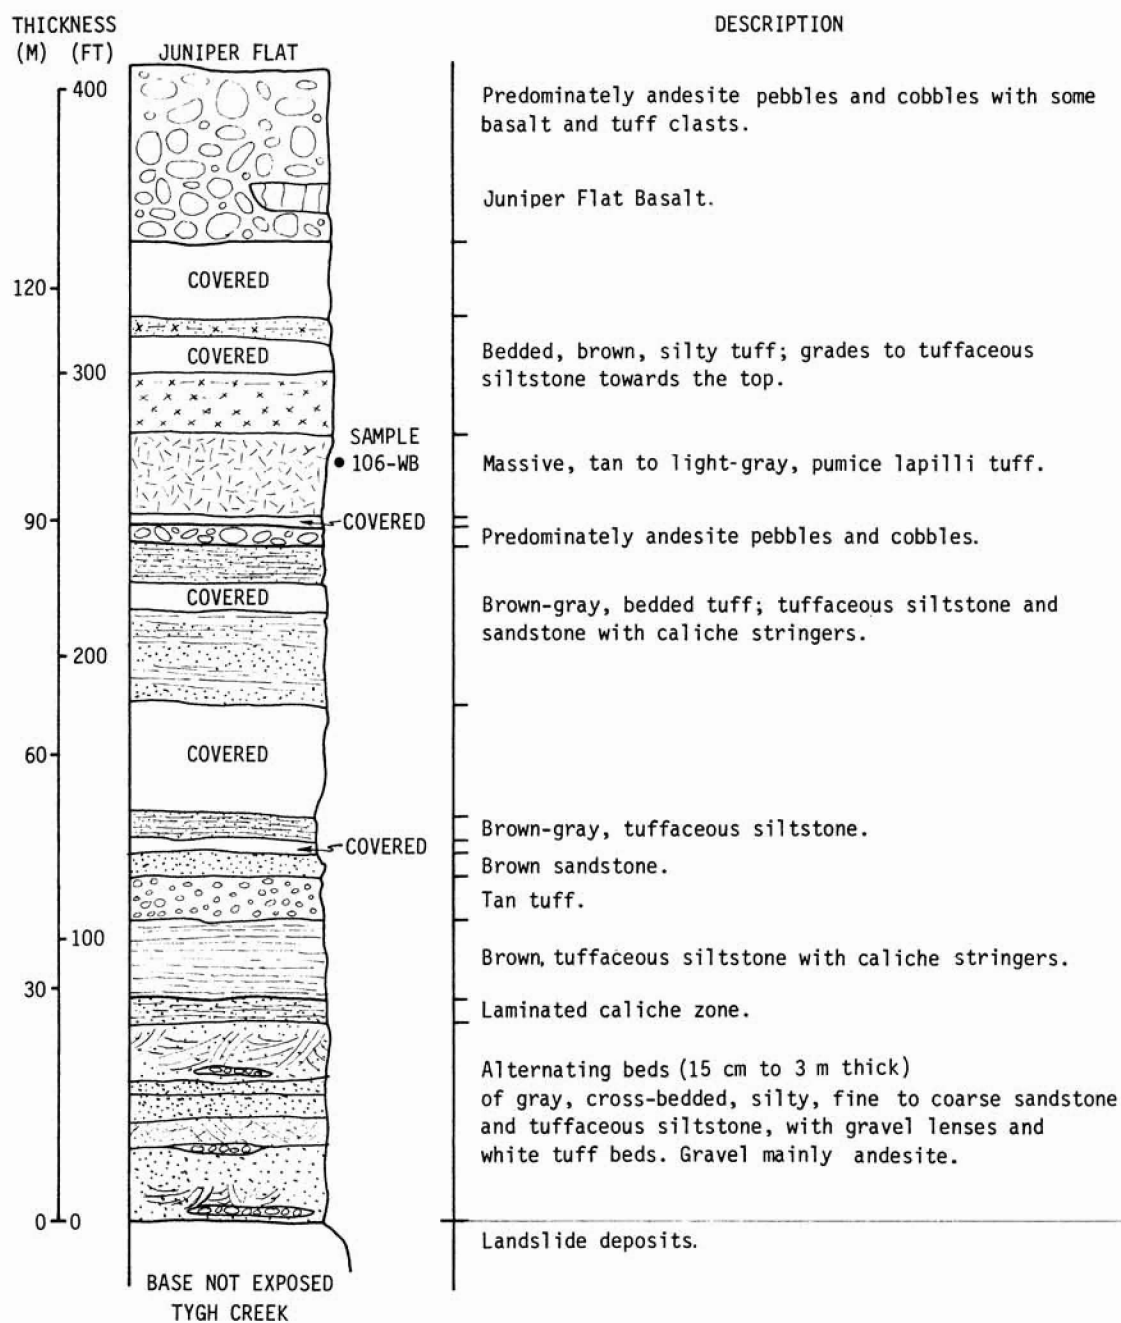 THICKNESS
(M) (FT)
JUNIPER FLAT
DESCRIPTION
400
Predominately andesite pebbles and cobbles with some
basalt and tuff clasts.
Juniper Flat Basalt.
COVERED
120
COVERED
300
Bedded, brown, silty tuff; grades to tuffaceous
siltstone towards the top.
SAMPLE
106-WB
Massive, tan to light-gray, pumice lapilli tuff.
90
COVERED
Predominately andesite pebbles and cobbles.
COVERED
Brown-gray, bedded tuff; tuffaceous siltstone and
sandstone with caliche stringers.
200
COVERED
60
Brown-gray, tuffaceous siltstone.
COVERED
Brown sandstone.
Tan tuff.
100
Brown, tuffaceous siltstone with caliche stringers.
30
Laminated caliche zone.
Alternating beds (15 cm to 3 m thick)
of gray, cross-bedded, silty, fine to coarse sandstone
and tuffaceous siltstone, with gravel lenses and
white tuff beds. Gravel mainly andesite.
0 0
Landslide deposits.
BASE NOT EXPOSED
TYGH CREEK